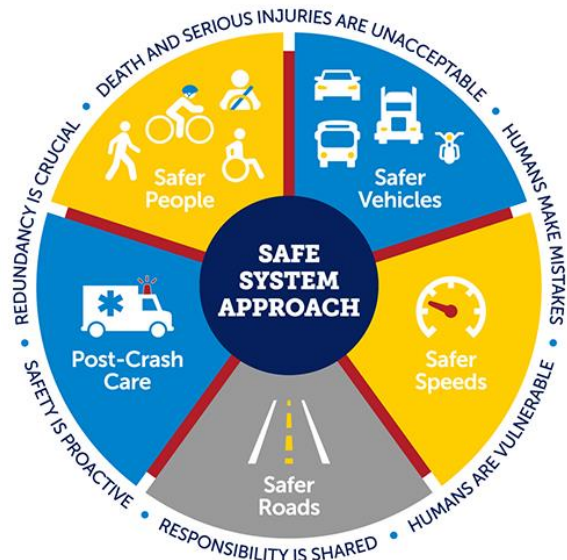 DEATH AND SERIOUS INJURIES ARE UNACCEPTABLE
HUMANS MAKE MISTAKES
HUMANS ARE VULNERABLE
RESPONSIBILITY IS SHARED
SAFETY IS PROACTIVE
REDUNDANCY IS CRUCIAL
Safer
People
Safer
Vehicles
SAFE
SYSTEM
APPROACH
Post-Crash
Care
Safer
Speeds
Safer
Roads